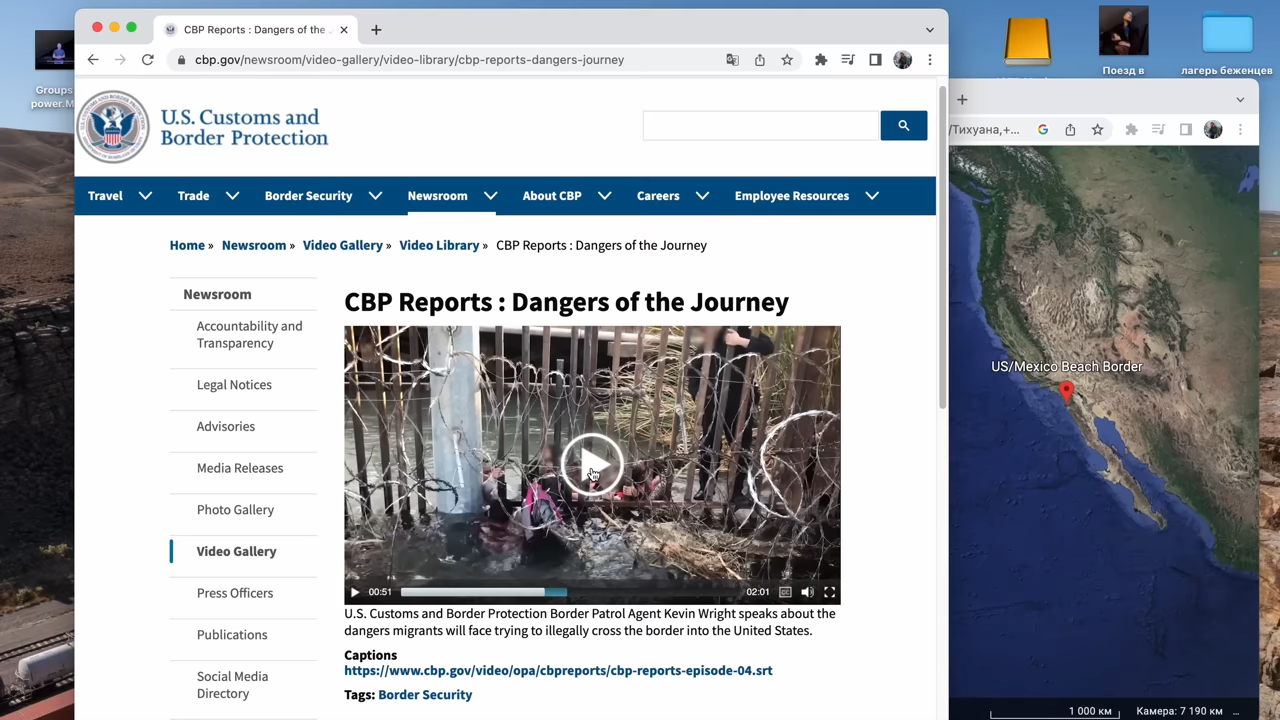 Groups
power.M
CBP Reports : Dangers of the
cbp.gov/newsroom/video-gallery/video-library/cbp-reports-dangers-journey
U.S. Customs and
Border Protection
Travel
Trade
Border Security
Newsroom
About CBP
Careers
Employee Resources
Home » Newsroom » Video Gallery » Video Library » CBP Reports : Dangers of the Journey
Newsroom
Accountability and
Transparency
Legal Notices
Advisories
Media Releases
Photo Gallery
Video Gallery
Press Officers
Publications
Social Media
Directory
CBP Reports : Dangers of the Journey
00:51
02:01
CC
U.S. Customs and Border Protection Border Patrol Agent Kevin Wright speaks about the
dangers migrants will face trying to illegally cross the border into the United States.
Captions
https://www.cbp.gov/video/opa/cbpreports/cbp-reports-episode-04.srt
Tags: Border Security
Поезд в
лагерь беженцев
/Тихуана,+...
US/Mexico Beach Border
1 000 км
Камера: 7 190 км
...